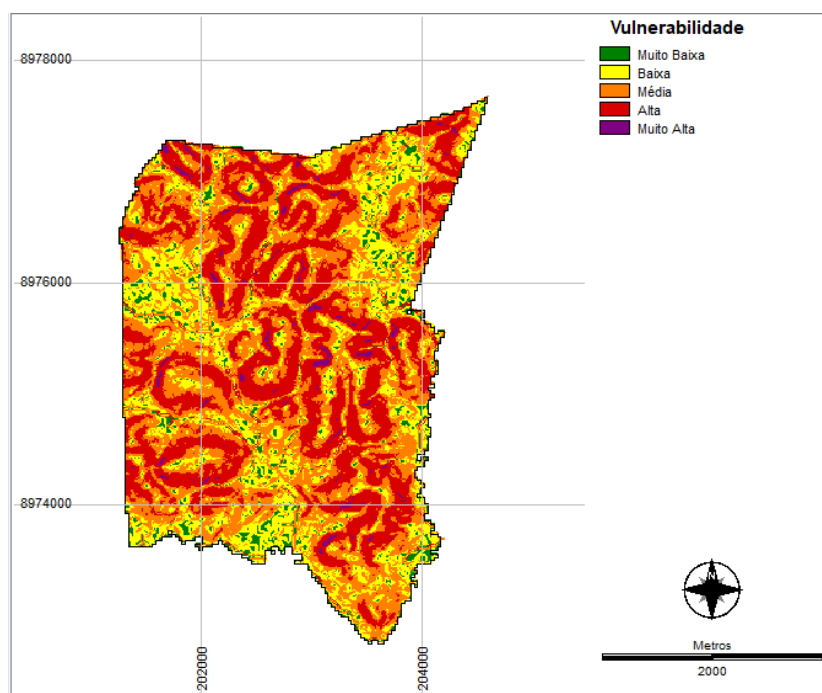 Vulnerabilidade
Muito Baixa
Baixa
Média
Alta
Muito Alta
8978000
8976000
8974000
202000
204000
Metros
2000